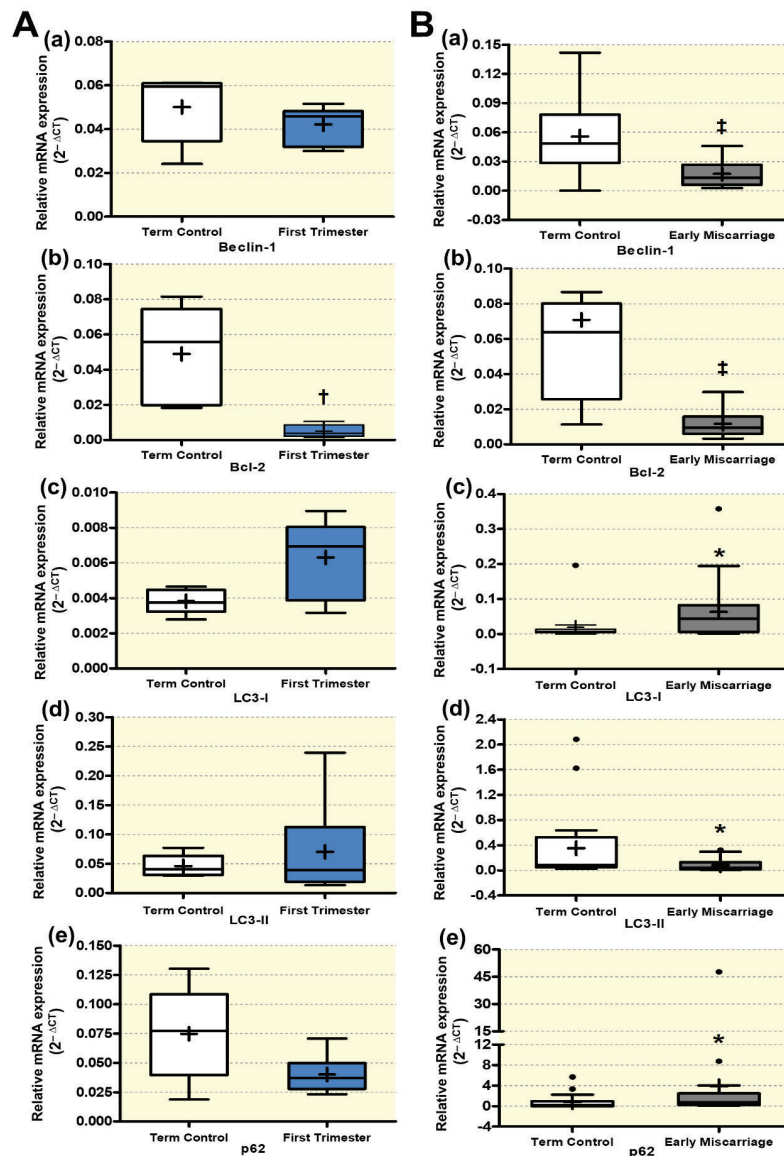 A
(a)
Relative mRNA expression
(2⁻ΔCT)
0.08
0.06
0.04
0.02
0.00
Term Control
First Trimester
Beclin-1
(b)
Relative mRNA expression
(2⁻ΔCT)
0.10
0.08
0.06
0.04
0.02
0.00
†
Term Control
First Trimester
Bcl-2
(c)
Relative mRNA expression
(2⁻ΔCT)
0.010
0.008
0.006
0.004
0.002
0.000
Term Control
First Trimester
LC3-I
(d)
Relative mRNA expression
(2⁻ΔCT)
0.30
0.25
0.20
0.15
0.10
0.05
0.00
Term Control
First Trimester
LC3-II
(e)
Relative mRNA expression
(2⁻ΔCT)
0.150
0.125
0.100
0.075
0.050
0.025
0.000
Term Control
First Trimester
p62
B
(a)
Relative mRNA expression
(2⁻ΔCT)
0.15
0.12
0.09
0.06
0.03
0.00
-0.03
‡
Term Control
Early Miscarriage
Beclin-1
(b)
Relative mRNA expression
(2⁻ΔCT)
0.10
0.08
0.06
0.04
0.02
0.00
‡
Term Control
Early Miscarriage
Bcl-2
(c)
Relative mRNA expression
(2⁻ΔCT)
0.4
0.3
0.2
0.1
0.0
-0.1
*
Term Control
Early Miscarriage
LC3-I
(d)
Relative mRNA expression
(2⁻ΔCT)
2.4
2.0
1.6
1.2
0.8
0.4
0.0
-0.4
*
Term Control
Early Miscarriage
LC3-II
(e)
Relative mRNA expression
(2⁻ΔCT)
60
45
30
15
12
8
4
0
-4
*
Term Control
Early Miscarriage
p62